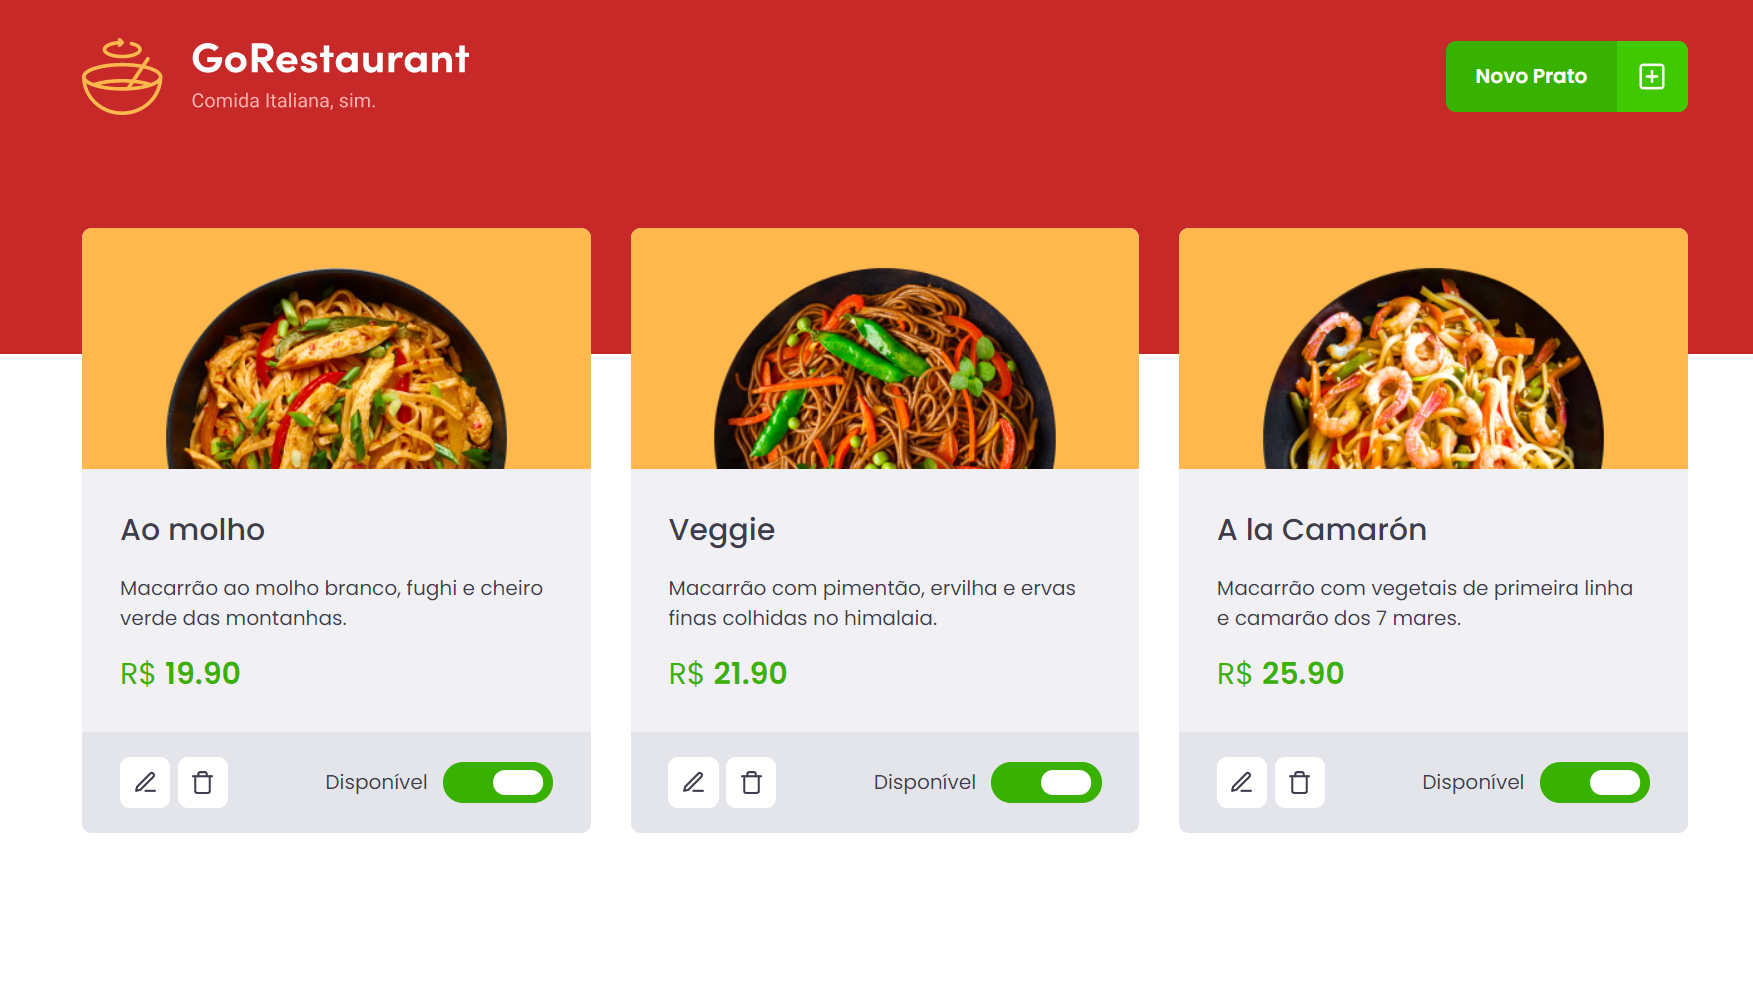 GoRestaurant
Comida Italiana, sim.
Novo Prato
Ao molho
Macarrão ao molho branco, fughi e cheiro
verde das montanhas.
R$ 19.90
Disponível
Veggie
Macarrão com pimentão, ervilha e ervas
finas colhidas no himalaia.
R$ 21.90
Disponível
A la Camarón
Macarrão com vegetais de primeira linha
e camarão dos 7 mares.
R$ 25.90
Disponível